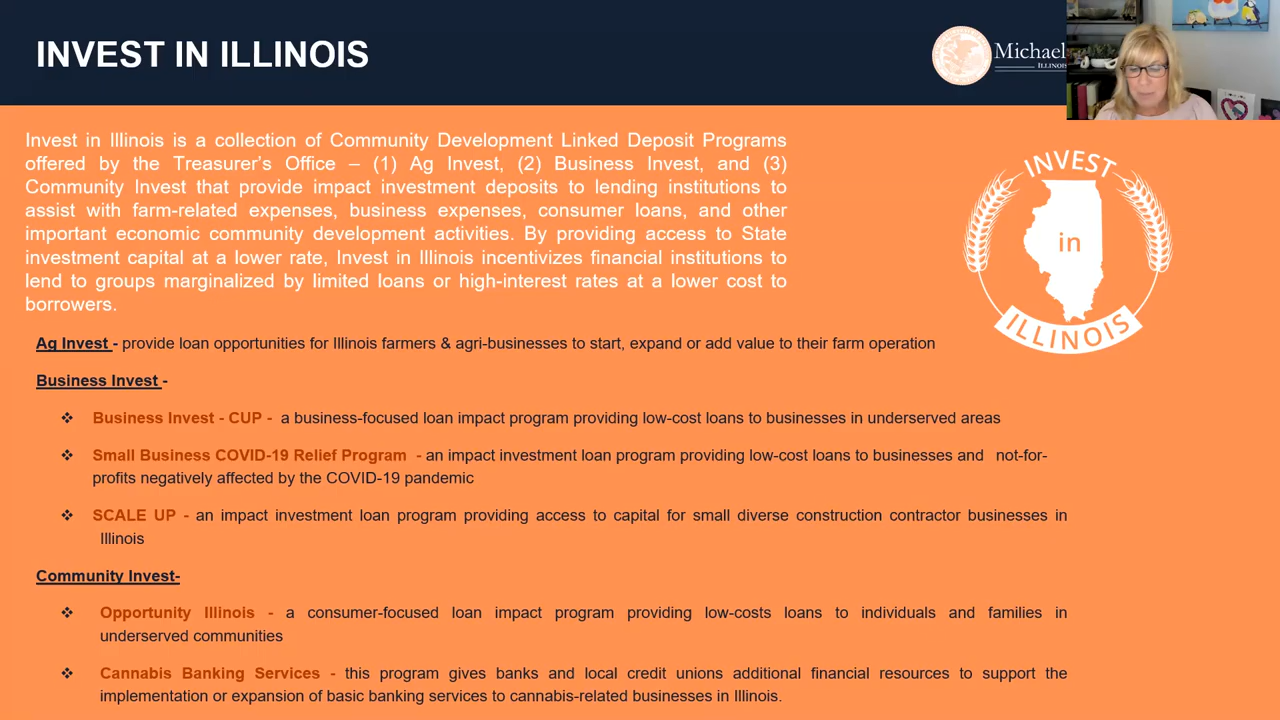 INVEST IN ILLINOIS
Michael
ILLINOIS
Invest in Illinois is a collection of Community Development Linked Deposit Programs
offered by the Treasurer's Office – (1) Ag Invest, (2) Business Invest, and (3)
Community Invest that provide impact investment deposits to lending institutions to
assist with farm-related expenses, business expenses, consumer loans, and other
important economic community development activities. By providing access to State
investment capital at a lower rate, Invest in Illinois incentivizes financial institutions to
lend to groups marginalized by limited loans or high-interest rates at a lower cost to
borrowers.
INVEST
in
ILLINOIS
Ag Invest - provide loan opportunities for Illinois farmers & agri-businesses to start, expand or add value to their farm operation
Business Invest -
❖ Business Invest - CUP - a business-focused loan impact program providing low-cost loans to businesses in underserved areas
❖ Small Business COVID-19 Relief Program - an impact investment loan program providing low-cost loans to businesses and not-for-
profits negatively affected by the COVID-19 pandemic
❖ SCALE UP - an impact investment loan program providing access to capital for small diverse construction contractor businesses in
Illinois
Community Invest-
❖ Opportunity Illinois - a consumer-focused loan impact program providing low-costs loans to individuals and families in
underserved communities
❖ Cannabis Banking Services - this program gives banks and local credit unions additional financial resources to support the
implementation or expansion of basic banking services to cannabis-related businesses in Illinois.